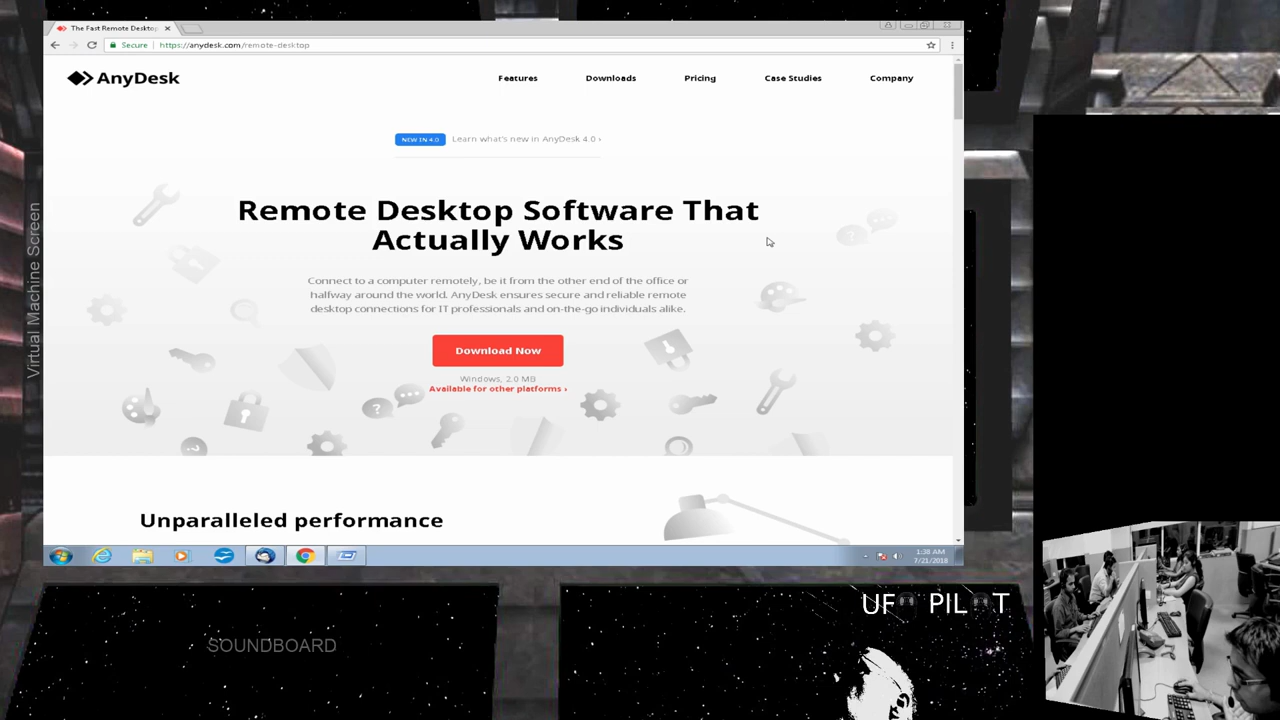 The Fast Remote Desktop
Secure
https://anydesk.com/remote-desktop
AnyDesk
Features
Downloads
Pricing
Case Studies
Company
NEW IN 4.0
Learn what's new in AnyDesk 4.0 ›
Remote Desktop Software That
Actually Works
Connect to a computer remotely, be it from the other end of the office or
halfway around the world. AnyDesk ensures secure and reliable remote
desktop connections for IT professionals and on-the-go individuals alike.
Download Now
Windows, 2.0 MB
Available for other platforms ›
Unparalleled performance
1:38 AM
7/21/2018
Virtual Machine Screen
SOUNDBOARD
UFO PILOT